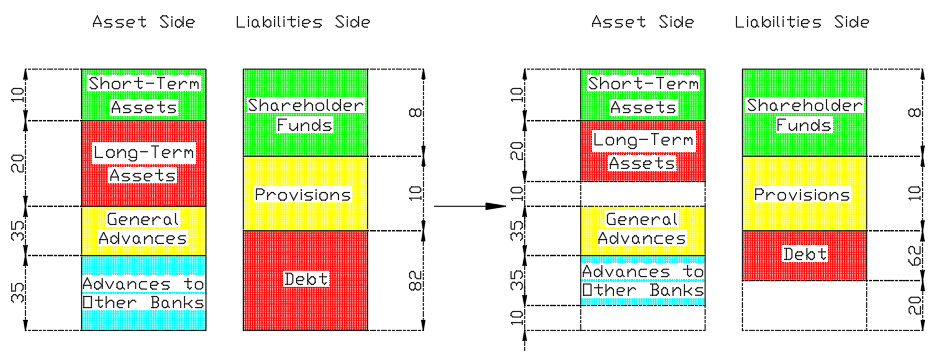 Asset Side
Liabilities Side
10
Short-Term
Assets
20
Long-Term
Assets
35
General
Advances
35
Advances to
Other Banks
Shareholder
Funds
8
Provisions
10
Debt
82
Asset Side
Liabilities Side
10
Short-Term
Assets
20
Long-Term
Assets
10
35
General
Advances
35
Advances to
Other Banks
10
Shareholder
Funds
8
Provisions
10
Debt
62
20